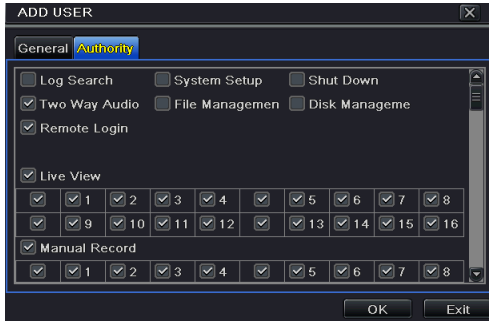 ADD USER
General Authority
Log Search System Setup Shut Down
Two Way Audio File Managemen Disk Manageme
Remote Login
Live View
1 2 3 4 5 6 7 8
9 10 11 12 13 14 15 16
Manual Record
1 2 3 4 5 6 7 8
OK Exit